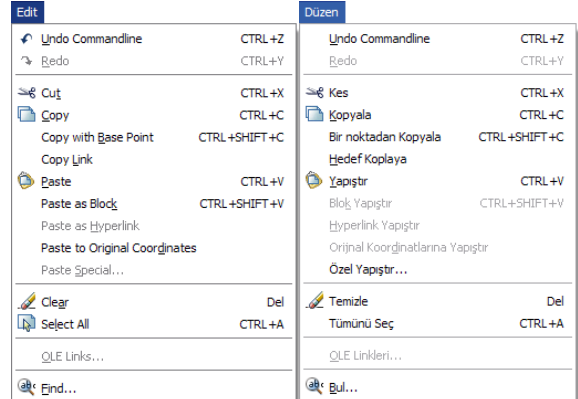 Edit
Undo Commandline CTRL+Z
Redo CTRL+Y
Cut CTRL+X
Copy CTRL+C
Copy with Base Point CTRL+SHIFT+C
Copy Link
Paste CTRL+V
Paste as Block CTRL+SHIFT+V
Paste as Hyperlink
Paste to Original Coordinates
Paste Special...
Clear Del
Select All CTRL+A
OLE Links...
Find...
Düzen
Undo Commandline CTRL+Z
Redo CTRL+Y
Kes CTRL+X
Kopyala CTRL+C
Bir noktadan Kopyala CTRL+SHIFT+C
Hedef Koplaya
Yapıştır CTRL+V
Blok Yapıştır CTRL+SHIFT+V
Hyperlink Yapıştır
Orijnal Koordinatlarına Yapıştır
Özel Yapıştır...
Temizle Del
Tümünü Seç CTRL+A
OLE Linkleri...
Bul...